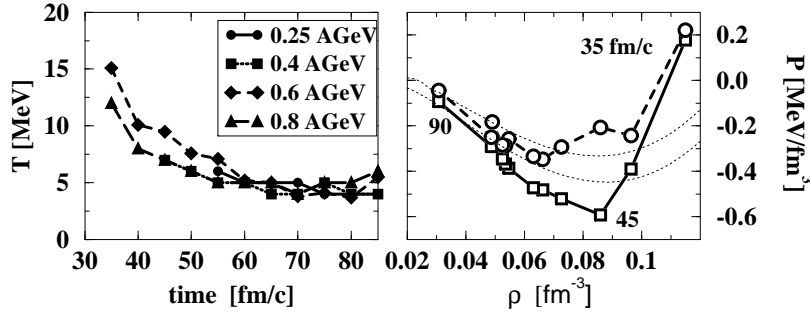 20
15
10
5
0
T [MeV]
30 40 50 60 70 80
time [fm/c]
0.25 AGeV
0.4 AGeV
0.6 AGeV
0.8 AGeV
35 fm/c
90
45
0.2
0.0
-0.2
-0.4
-0.6
P [MeV/fm³]
0.02 0.04 0.06 0.08 0.1
ρ [fm⁻³]